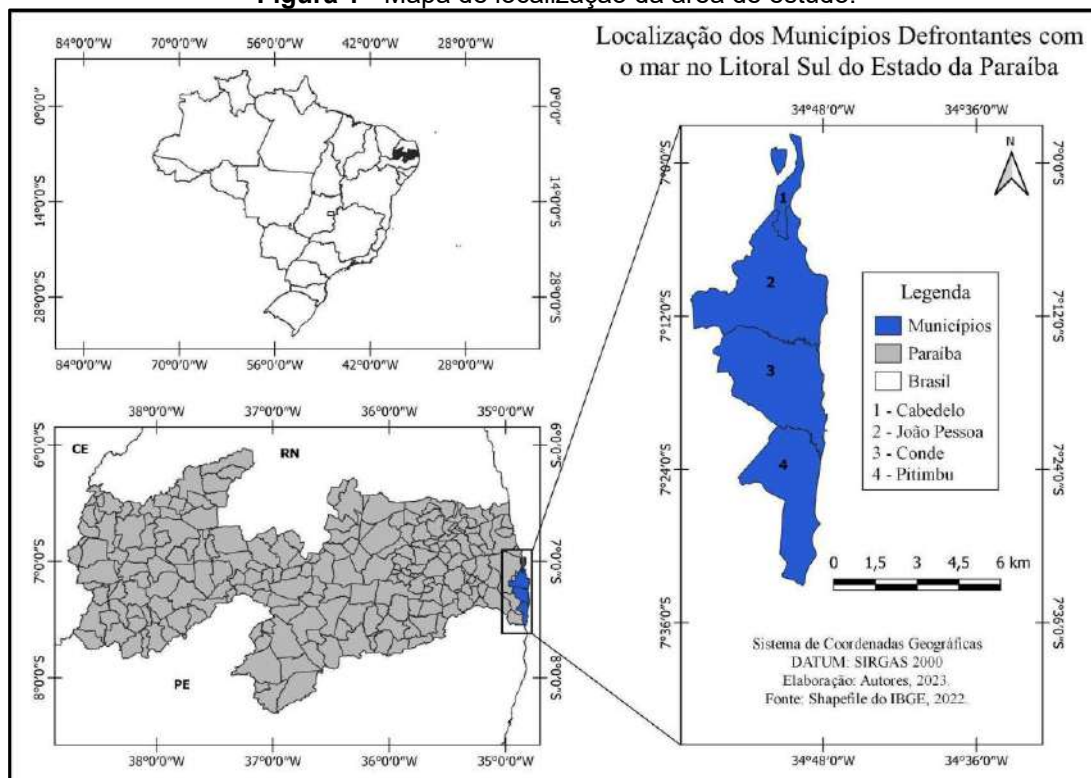 Figura 1 - Mapa de localização da área de estudo.
84°0'0"W 70°0'0"W 56°0'0"W 42°0'0"W 28°0'0"W
0°0'0"
14°0'0"S
28°0'0"S
0°0'0"
14°0'0"S
28°0'0"S
84°0'0"W 70°0'0"W 56°0'0"W 42°0'0"W 28°0'0"W
38°0'0"W 37°0'0"W 36°0'0"W 35°0'0"W
6°0'0"S
7°0'0"S
8°0'0"S
CE
RN
PE
6°0'0"S
7°0'0"S
8°0'0"S
38°0'0"W 37°0'0"W 36°0'0"W 35°0'0"W
Localização dos Municípios Defrontantes com
o mar no Litoral Sul do Estado da Paraíba
34°48'0"W 34°36'0"W
7°0'0"S
7°12'0"S
7°24'0"S
7°36'0"S
N
1
2
3
4
Legenda
Municípios
Paraíba
Brasil
1 - Cabedelo
2 - João Pessoa
3 - Conde
4 - Pitimbu
0 1,5 3 4,5 6 km
Sistema de Coordenadas Geográficas
DATUM: SIRGAS 2000
Elaboração: Autores, 2023.
Fonte: Shapefile do IBGE, 2022.
7°0'0"S
7°12'0"S
7°24'0"S
7°36'0"S
34°48'0"W 34°36'0"W